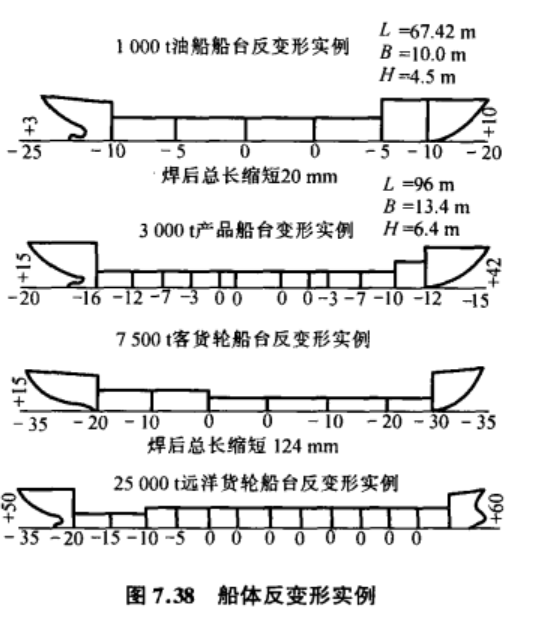 1 000 t油船船台反变形实例
L =67.42 m
B =10.0 m
H =4.5 m
+3
+10
-25 -10 -5 0 0 -5 -10 -20
焊后总长缩短20 mm
L =96 m
B =13.4 m
H =6.4 m
3 000 t产品船台变形实例
+15
+42
-20 -16 -12 -7 -3 0 0 0 0 -3 -7 -10 -12 -15
7 500 t客货轮船台反变形实例
+15
-35 -20 -10 0 0 -10 -20 -30 -35
焊后总长缩短 124 mm
25 000 t远洋货轮船台反变形实例
+50
+60
-35 -20 -15 -10 -5 0 0 0 0 0 0 0 0
图 7.38 船体反变形实例